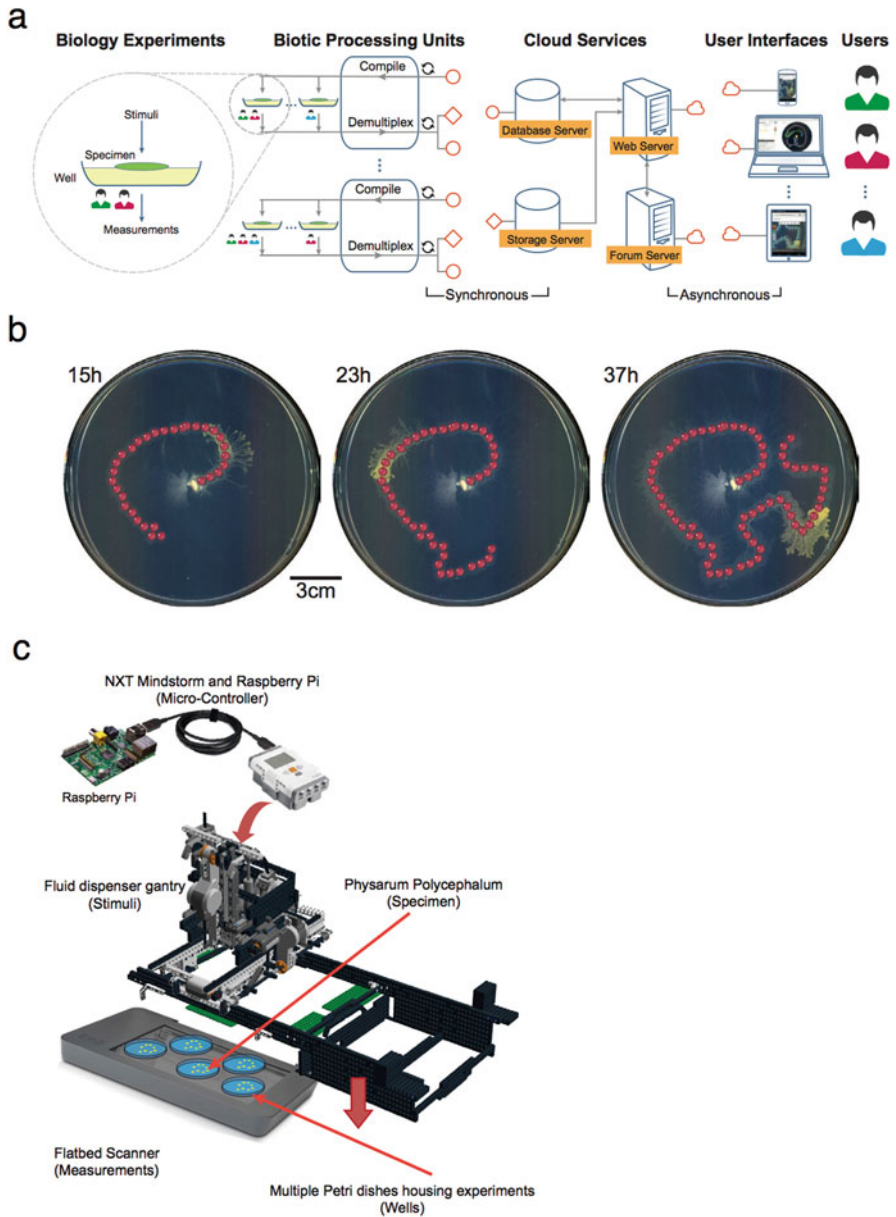 a
Biology Experiments
Biotic Processing Units
Cloud Services
User Interfaces
Users
Stimuli
Specimen
Well
Measurements
Compile
Demultiplex
Compile
Demultiplex
Database Server
Web Server
Storage Server
Forum Server
Synchronous
Asynchronous
b
15h
23h
37h
3cm
c
NXT Mindstorm and Raspberry Pi
(Micro-Controller)
Raspberry Pi
Fluid dispenser gantry
(Stimuli)
Physarum Polycephalum
(Specimen)
Flatbed Scanner
(Measurements)
Multiple Petri dishes housing experiments
(Wells)